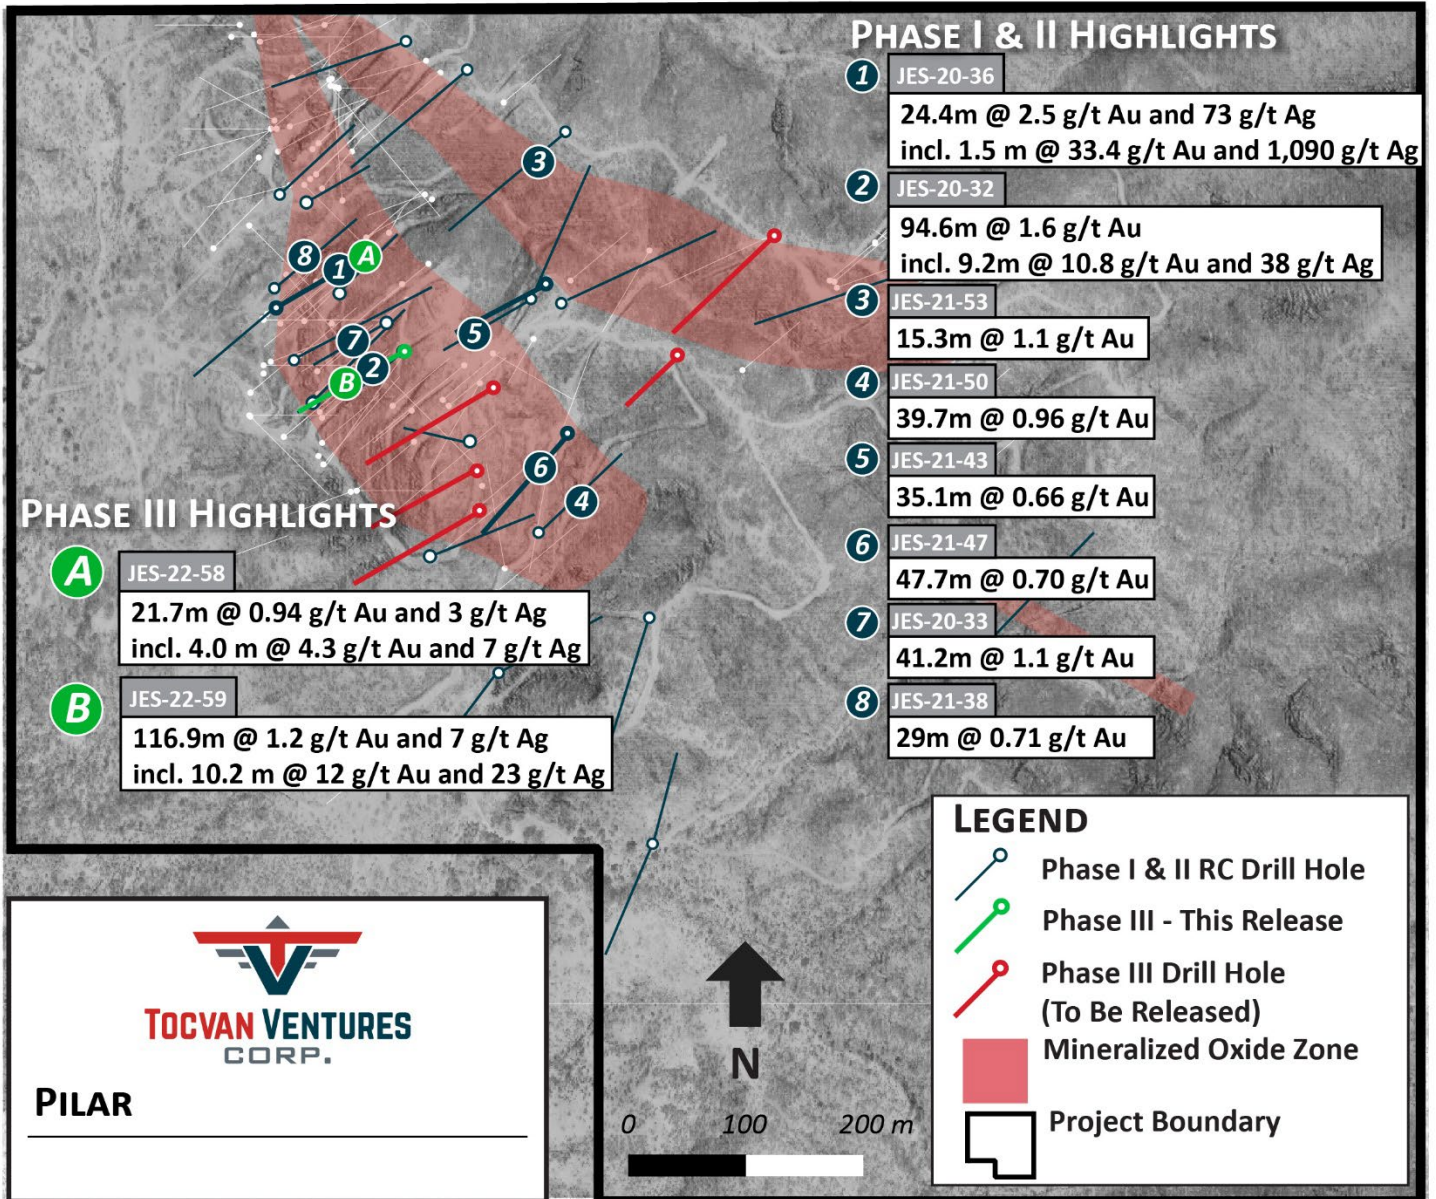 PHASE I & II HIGHLIGHTS
1
JES-20-36
24.4m @ 2.5 g/t Au and 73 g/t Ag
incl. 1.5 m @ 33.4 g/t Au and 1,090 g/t Ag
2
JES-20-32
94.6m @ 1.6 g/t Au
incl. 9.2m @ 10.8 g/t Au and 38 g/t Ag
3
JES-21-53
15.3m @ 1.1 g/t Au
4
JES-21-50
39.7m @ 0.96 g/t Au
5
JES-21-43
35.1m @ 0.66 g/t Au
6
JES-21-47
47.7m @ 0.70 g/t Au
7
JES-20-33
41.2m @ 1.1 g/t Au
8
JES-21-38
29m @ 0.71 g/t Au
3
8
1
A
7
2
B
5
6
4
PHASE III HIGHLIGHTS
A
JES-22-58
21.7m @ 0.94 g/t Au and 3 g/t Ag
incl. 4.0 m @ 4.3 g/t Au and 7 g/t Ag
B
JES-22-59
116.9m @ 1.2 g/t Au and 7 g/t Ag
incl. 10.2 m @ 12 g/t Au and 23 g/t Ag
LEGEND
Phase I & II RC Drill Hole
Phase III - This Release
Phase III Drill Hole
(To Be Released)
Mineralized Oxide Zone
Project Boundary
N
0 100 200 m
TOCVAN VENTURES
CORP.
PILAR